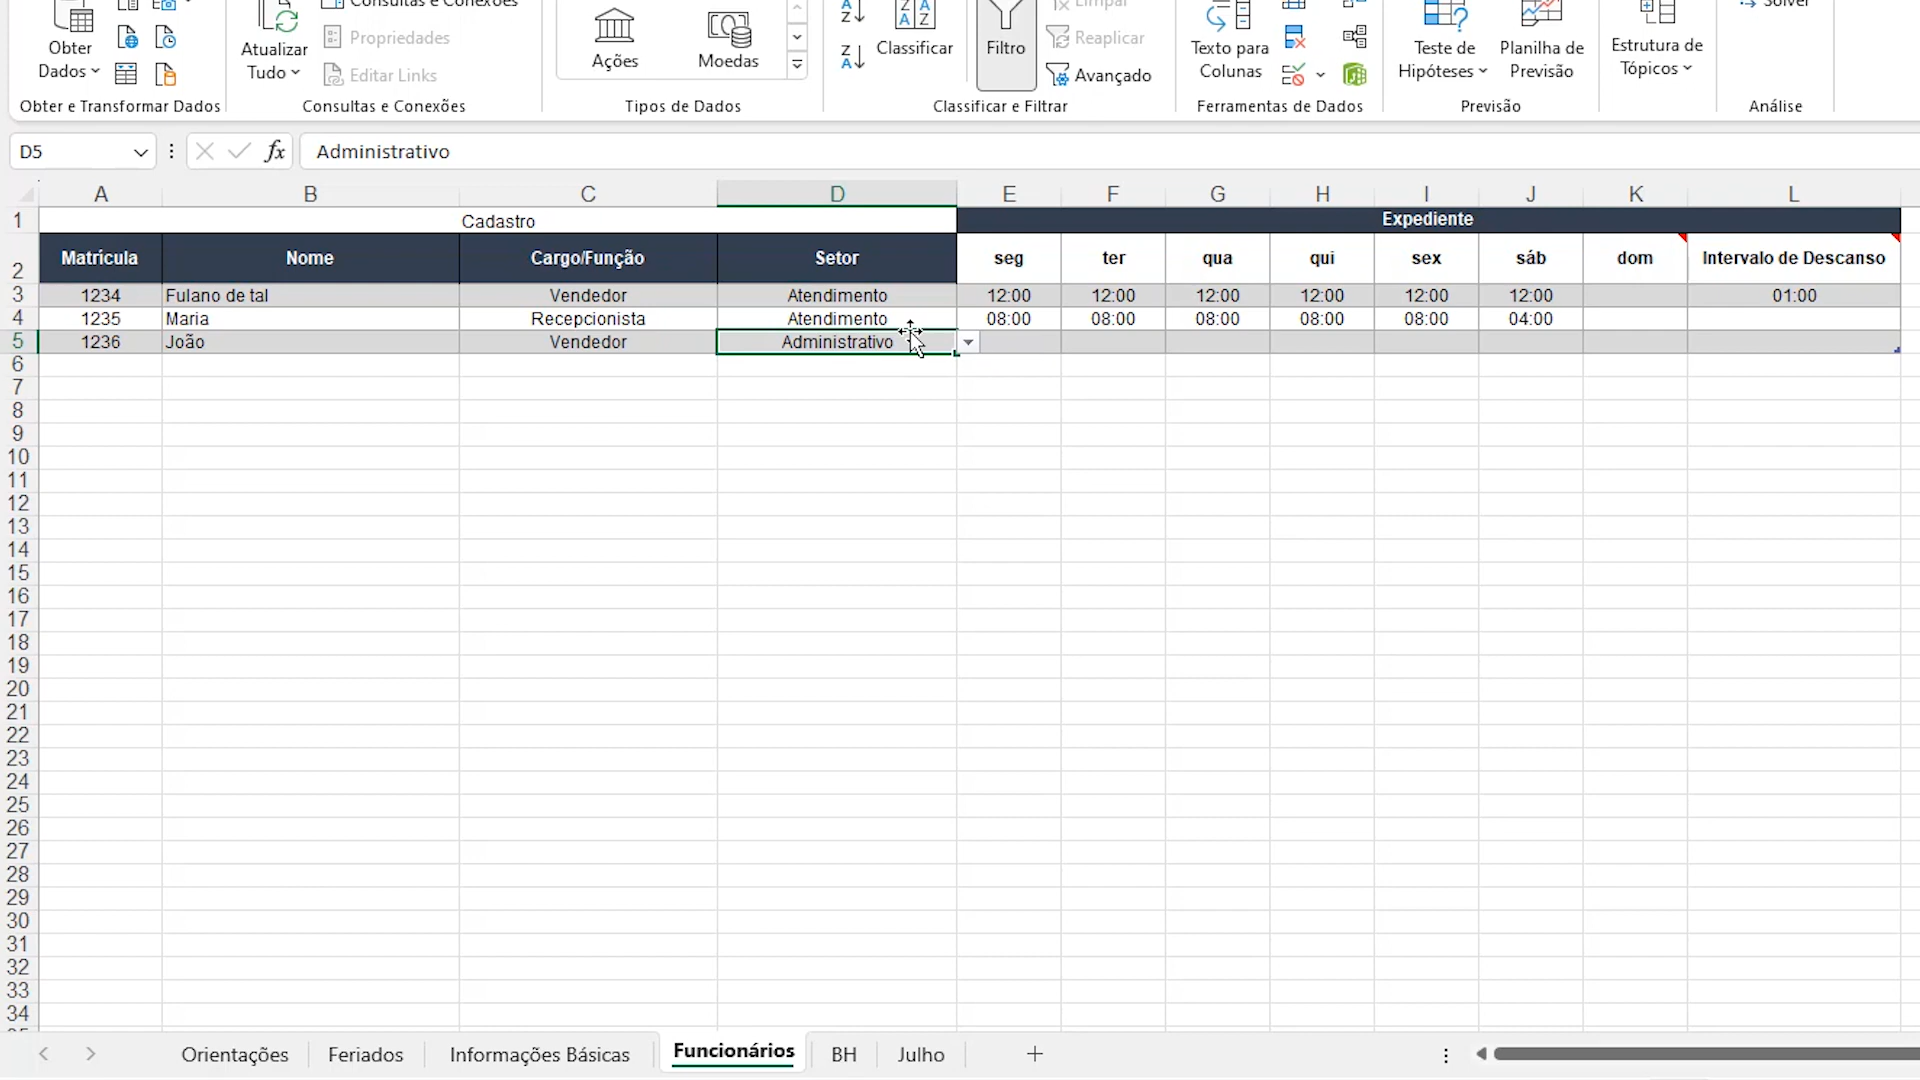 Consultas e Conexões
Limpar
Solver
Obter
Dados
Atualizar
Tudo
Propriedades
Editar Links
Ações
Moedas
Classificar
Filtro
Reaplicar
Avançado
Texto para
Colunas
Teste de
Hipóteses
Planilha de
Previsão
Estrutura de
Tópicos
Obter e Transformar Dados
Consultas e Conexões
Tipos de Dados
Classificar e Filtrar
Ferramentas de Dados
Previsão
Análise
D5 fx Administrativo
A B C D E F G H I J K L
1 Cadastro Expediente
2 Matrícula Nome Cargo/Função Setor seg ter qua qui sex sáb dom Intervalo de Descanso
3 1234 Fulano de tal Vendedor Atendimento 12:00 12:00 12:00 12:00 12:00 12:00 01:00
4 1235 Maria Recepcionista Atendimento 08:00 08:00 08:00 08:00 08:00 04:00
5 1236 João Vendedor Administrativo
6
7
8
9
10
11
12
13
14
15
16
17
18
19
20
21
22
23
24
25
26
27
28
29
30
31
32
33
34
Orientações Feriados Informações Básicas Funcionários BH Julho